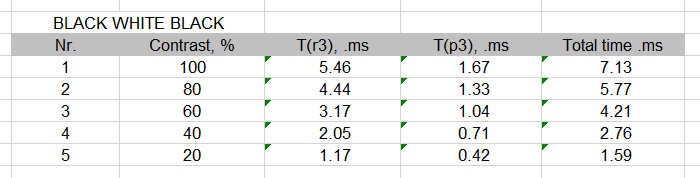 BLACK WHITE BLACK
Nr. Contrast, % T(r3), .ms T(p3), .ms Total time .ms
1 100 5.46 1.67 7.13
2 80 4.44 1.33 5.77
3 60 3.17 1.04 4.21
4 40 2.05 0.71 2.76
5 20 1.17 0.42 1.59